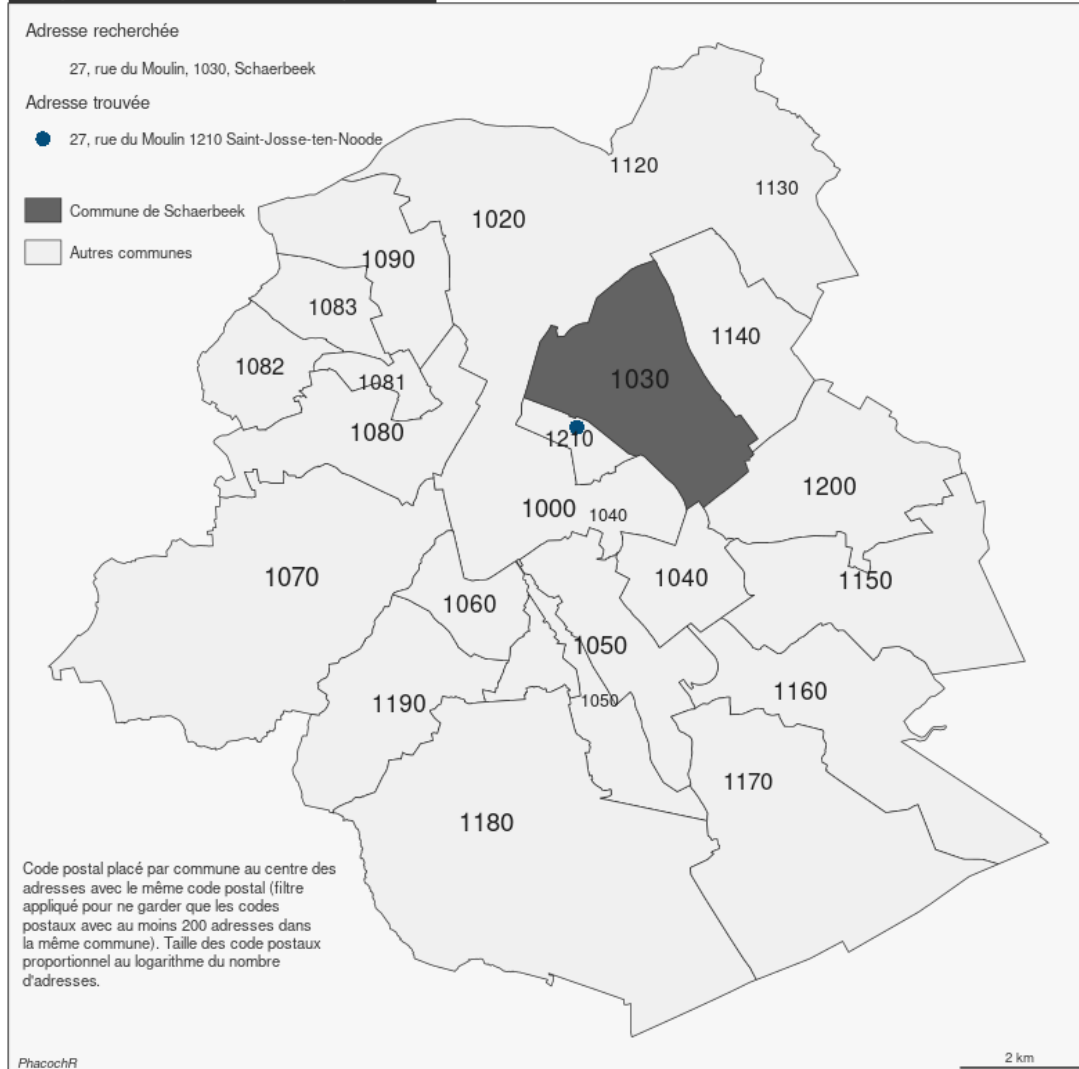 Adresse recherchée
27, rue du Moulin, 1030, Schaerbeek
Adresse trouvée
27, rue du Moulin 1210 Saint-Josse-ten-Noode
Commune de Schaerbeek
Autres communes
1120
1130
1020
1090
1083
1140
1082
1081
1030
1080
1210
1200
1000
1040
1070
1040
1150
1060
1050
1160
1190
1050
1170
1180
Code postal placé par commune au centre des
adresses avec le même code postal (filtre
appliqué pour ne garder que les codes
postaux avec au moins 200 adresses dans
la même commune). Taille des code postaux
proportionnel au logarithme du nombre
d'adresses.
PhacochR
2 km